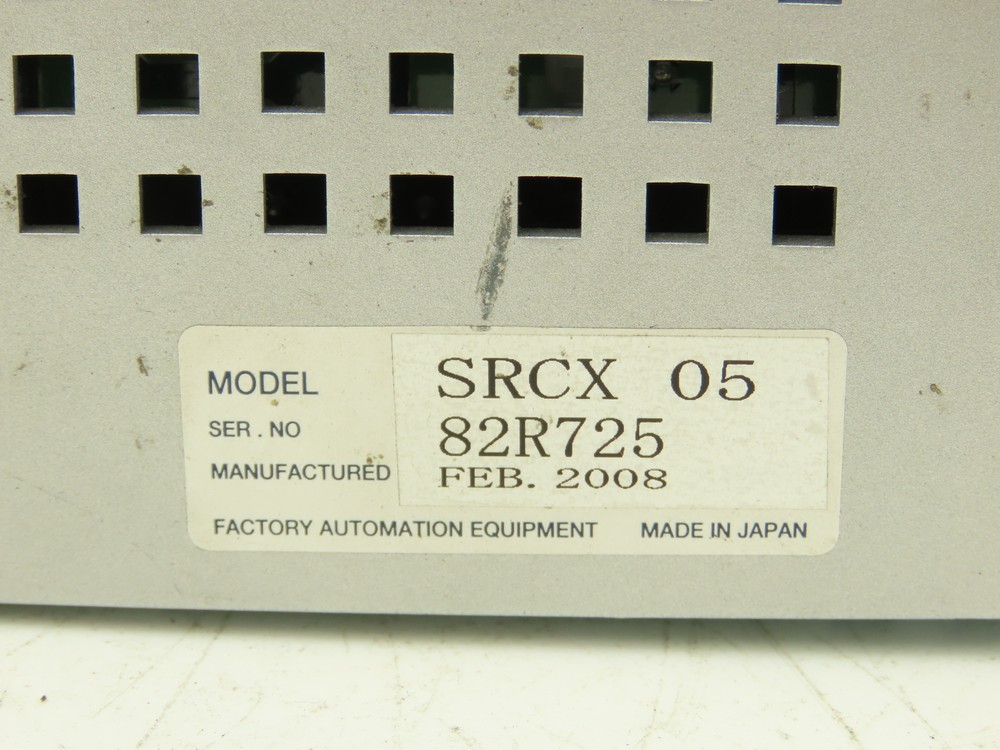 MODEL SRCX 05
SER. NO 82R725
MANUFACTURED FEB. 2008
FACTORY AUTOMATION EQUIPMENT MADE IN JAPAN